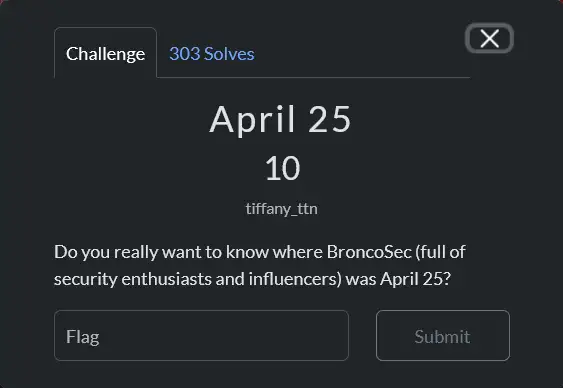 Challenge
303 Solves
April 25
10
tiffany_ttn
Do you really want to know where BroncoSec (full of
security enthusiasts and influencers) was April 25?
Flag
Submit